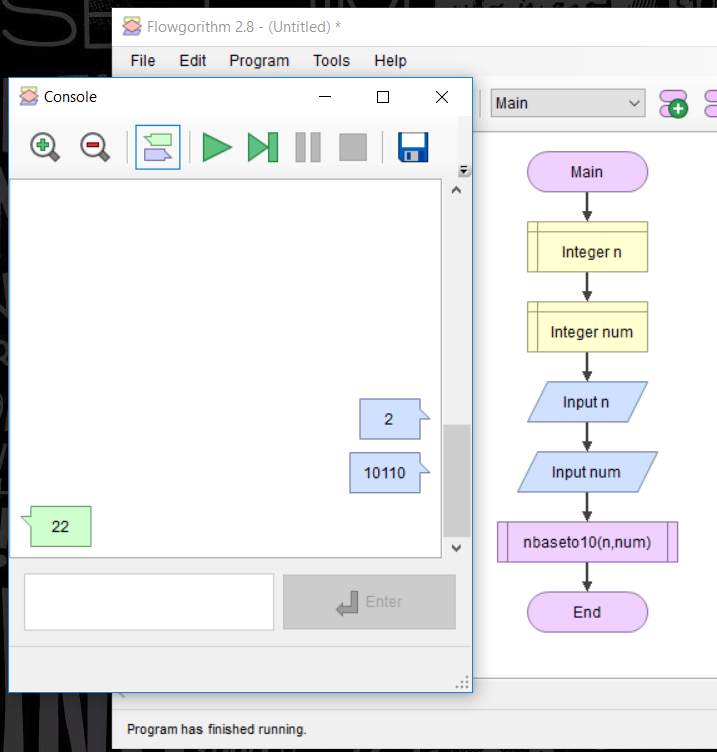 Flowgorithm 2.8 - (Untitled) *
File Edit Program Tools Help
Console
Main
Main
Integer n
Integer num
Input n
Input num
nbaseto10(n,num)
End
2
10110
22
Enter
Program has finished running.